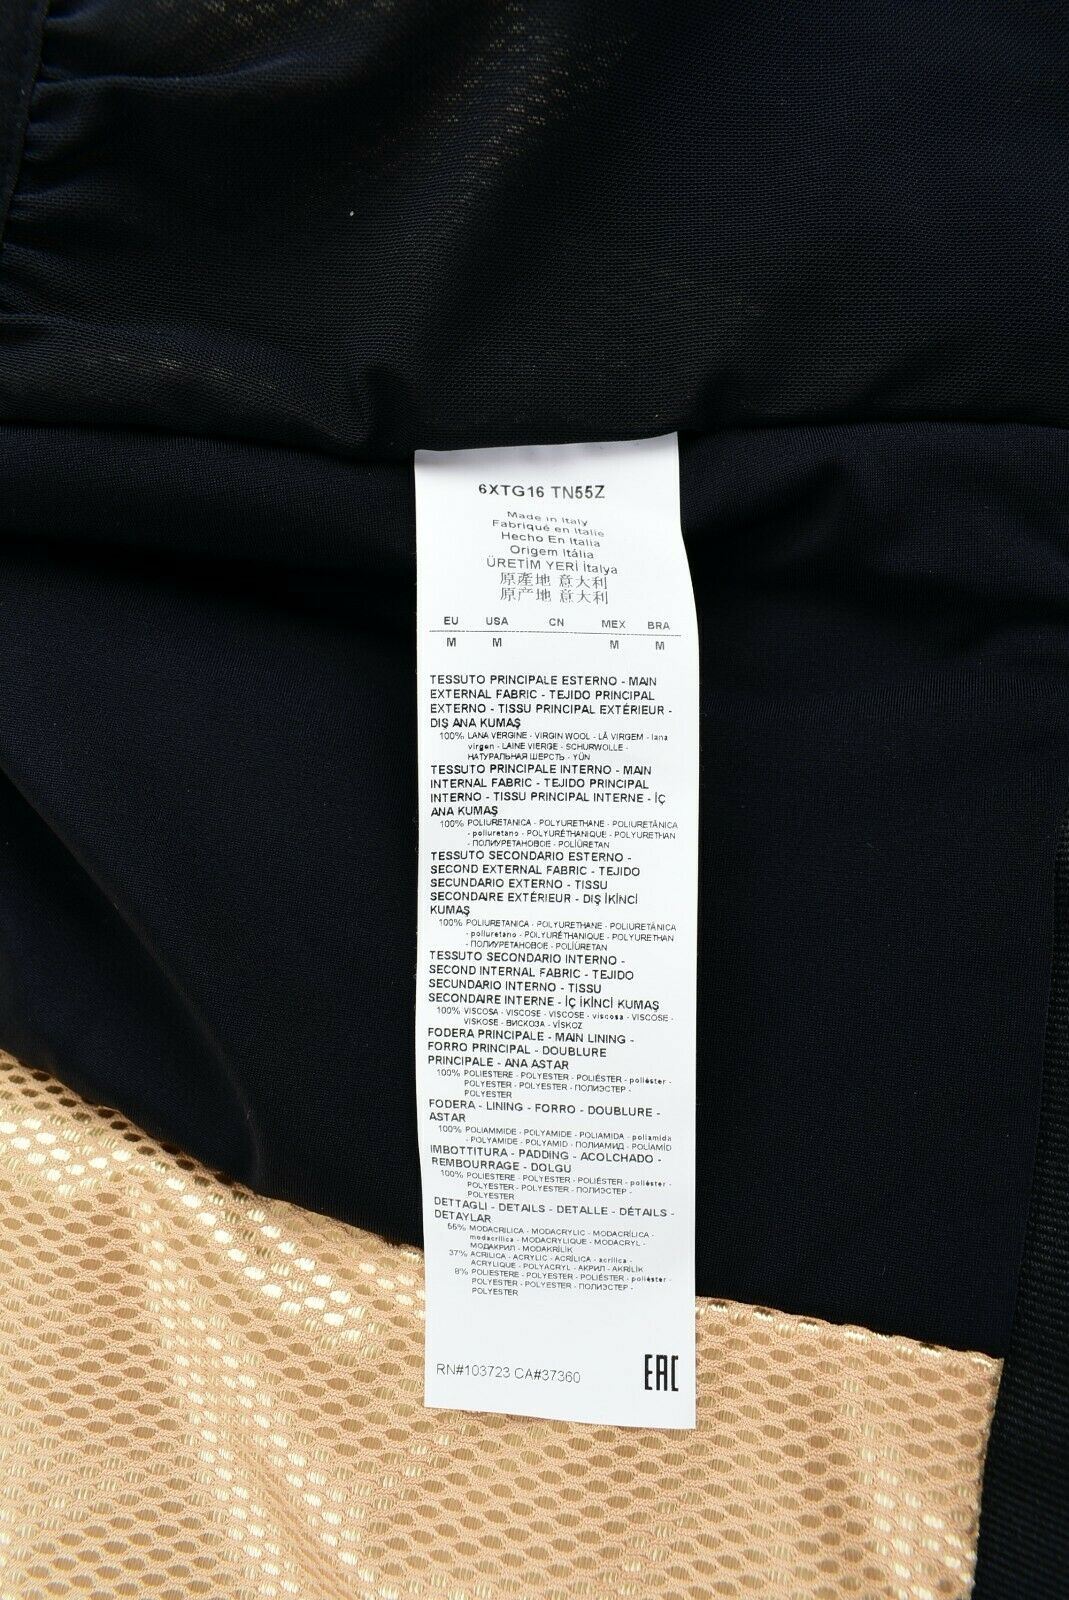 6XTG16 TN55Z
Made in Italy
Fabriqué en Italie
Hecho En Italia
Origem Itália
ÜRETİM YERİ İtalya
原產地 意大利
原产地 意大利
EU USA CN MEX BRA
M M M M
TESSUTO PRINCIPALE ESTERNO - MAIN
EXTERNAL FABRIC - TEJIDO PRINCIPAL
EXTERNO - TISSU PRINCIPAL EXTÉRIEUR -
DIŞ ANA KUMAŞ
100% LANA VERGINE - VIRGIN WOOL - LÃ VIRGEM - lana
virgen - LAINE VIERGE - SCHURWOLLE -
НАТУРАЛЬНАЯ ШЕРСТЬ - YÜN
TESSUTO PRINCIPALE INTERNO - MAIN
INTERNAL FABRIC - TEJIDO PRINCIPAL
INTERNO - TISSU PRINCIPAL INTERNE - İÇ
ANA KUMAŞ
100% POLIURETANICA - POLYURETHANE - POLIURETÂNICA
- poliuretano - POLYURÉTHANIQUE - POLYURETHAN
- ПОЛИУРЕТАНОВОЕ - POLİÜRETAN
TESSUTO SECONDARIO ESTERNO -
SECOND EXTERNAL FABRIC - TEJIDO
SECUNDARIO EXTERNO - TISSU
SECONDAIRE EXTÉRIEUR - DIŞ İKİNCİ
KUMAŞ
100% POLIURETANICA - POLYURETHANE - POLIURETÂNICA
- poliuretano - POLYURÉTHANIQUE - POLYURETHAN
- ПОЛИУРЕТАНОВОЕ - POLİÜRETAN
TESSUTO SECONDARIO INTERNO -
SECOND INTERNAL FABRIC - TEJIDO
SECUNDARIO INTERNO - TISSU
SECONDAIRE INTERNE - İÇ İKİNCİ KUMAŞ
100% VISCOSA - VISCOSE - VISCOSE - viscosa - VISCOSE -
VISKOSE - ВИСКОЗА - VİSKOZ
FODERA PRINCIPALE - MAIN LINING -
FORRO PRINCIPAL - DOUBLURE
PRINCIPALE - ANA ASTAR
100% POLIESTERE - POLYESTER - POLIÉSTER - poliéster -
POLYESTER - POLYESTER - ПОЛИЭСТЕР -
POLYESTER
FODERA - LINING - FORRO - DOUBLURE -
ASTAR
100% POLIAMMIDE - POLYAMIDE - POLIAMIDA - poliamida
- POLYAMIDE - POLYAMID - ПОЛИАМИД - POLİAMİD
IMBOTTITURA - PADDING - ACOLCHADO -
REMBOURRAGE - DOLGU
100% POLIESTERE - POLYESTER - POLIÉSTER - poliéster -
POLYESTER - POLYESTER - ПОЛИЭСТЕР -
POLYESTER
DETTAGLI - DETAILS - DETALLE - DÉTAILS -
DETAYLAR
55% MODACRILICA - MODACRYLIC - MODACRÍLICA -
modacrílica - MODACRYLIQUE - MODACRYL -
МОДАКРИЛ - MODAKRİLİK
37% ACRILICA - ACRYLIC - ACRÍLICA - acrílica -
ACRYLIQUE - POLYACRYL - АКРИЛ - AKRİLİK
8% POLIESTERE - POLYESTER - POLIÉSTER - poliéster -
POLYESTER - POLYESTER - ПОЛИЭСТЕР -
POLYESTER
RN#103723 CA#37360 EAC